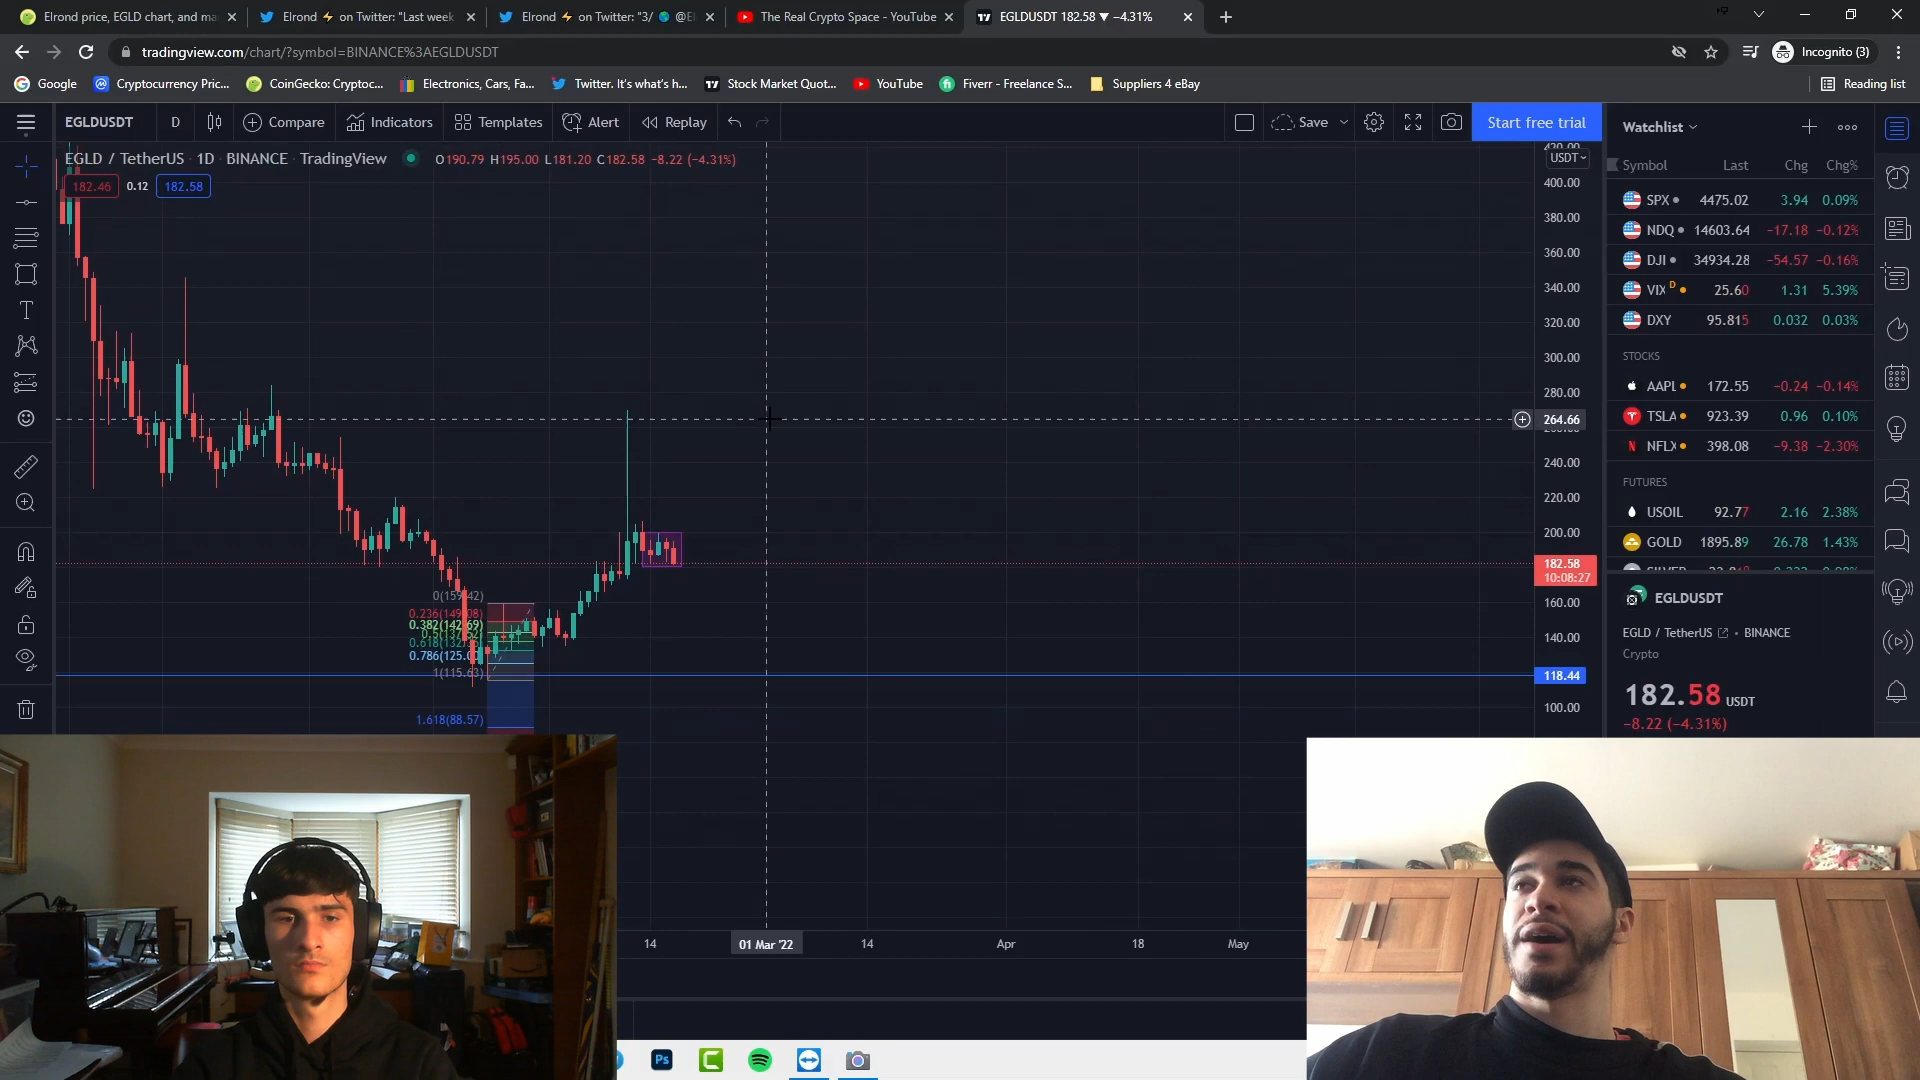 Elrond price, EGLD chart, and ma
Elrond ⚡ on Twitter: "Last week
Elrond ⚡ on Twitter: "3/ 🌎 @El
The Real Crypto Space - YouTube
EGLDUSDT 182.58 ▼ −4.31%
tradingview.com/chart/?symbol=BINANCE%3AEGLDUSDT
Incognito (3)
Google
Cryptocurrency Pric...
CoinGecko: Cryptoc...
Electronics, Cars, Fa...
Twitter. It's what's h...
Stock Market Quot...
YouTube
Fiverr - Freelance S...
Suppliers 4 eBay
Reading list
EGLDUSDT
D
Compare
Indicators
Templates
Alert
Replay
Save
Start free trial
EGLD / TetherUS · 1D · BINANCE · TradingView
O190.79 H195.00 L181.20 C182.58 −8.22 (−4.31%)
182.46 0.12 182.58
USDT
400.00
380.00
360.00
340.00
320.00
300.00
280.00
264.66
240.00
220.00
200.00
182.58
10:08:27
160.00
140.00
118.44
100.00
0(159.42)
0.236(149.08)
0.382(142.69)
0.786(125.0
1(115.63)
1.618(88.57)
14
01 Mar '22
14
Apr
18
May
Watchlist
Symbol Last Chg Chg%
SPX 4475.02 3.94 0.09%
NDQ 14603.64 −17.18 −0.12%
DJI 34934.28 −54.57 −0.16%
VIX D 25.60 1.31 5.39%
DXY 95.815 0.032 0.03%
STOCKS
AAPL 172.55 −0.24 −0.14%
TSLA 923.39 0.96 0.10%
NFLX 398.08 −9.38 −2.30%
FUTURES
USOIL 92.77 2.16 2.38%
GOLD 1895.89 26.78 1.43%
EGLDUSDT
EGLD / TetherUS • BINANCE
Crypto
182.58 USDT
−8.22 (−4.31%)
Ps